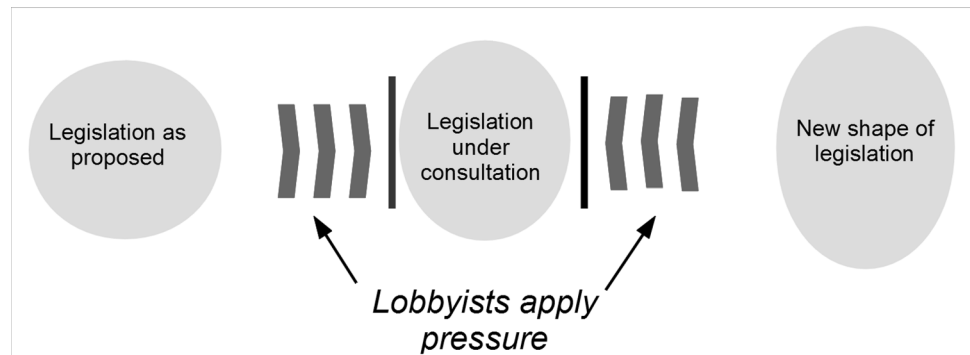 Legislation as
proposed
Legislation
under
consultation
New shape of
legislation
Lobbyists apply
pressure